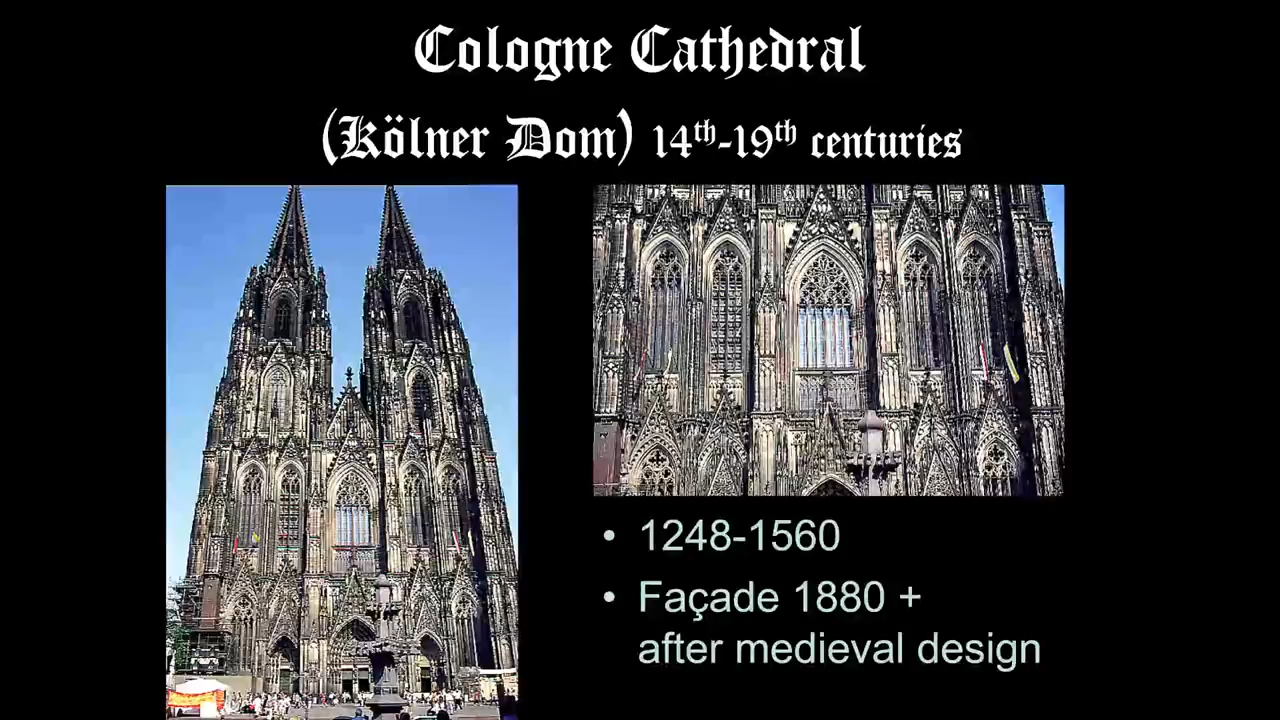 Cologne Cathedral
(Kölner Dom) 14th-19th centuries
• 1248-1560
• Façade 1880 +
after medieval design